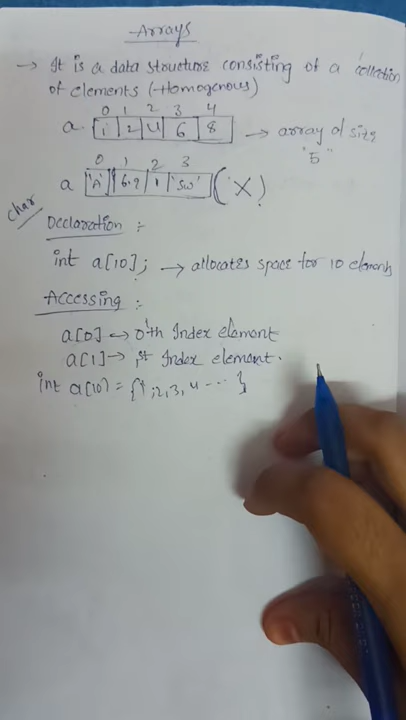 Arrays
→ It is a data structure consisting of a collection
of elements (Homogenous)
0 1 2 3 4
a 1 2 4 6 8 → array of size "5"
0 1 2 3
a 'A' 6.2 1 'sw' (X)
char
Declaration :-
int a[10]; → allocates space for 10 elements
Accessing :-
a[0] → 0'th Index element
a[1] → 1st Index element.
int a[10] = {1,2,3,4 --- }